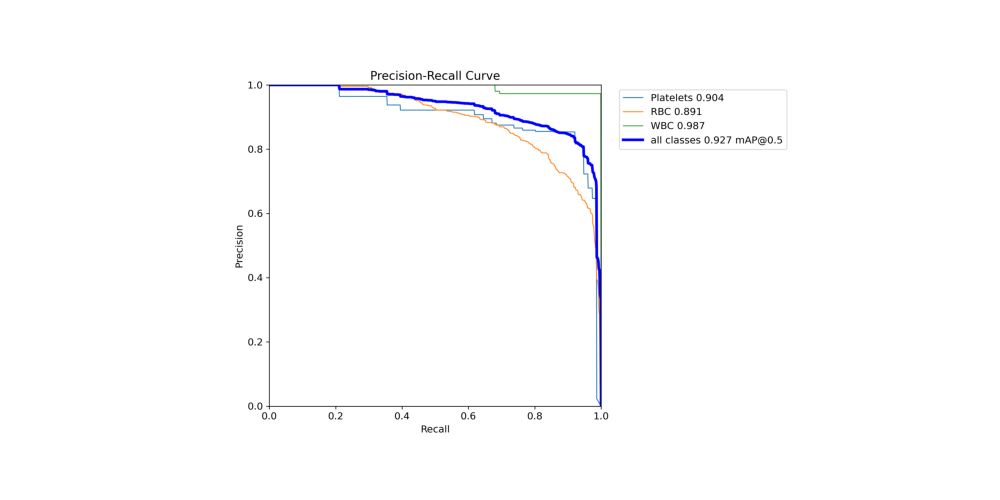 Precision-Recall Curve
1.0
0.8
0.6
0.4
0.2
0.0
Precision
0.0 0.2 0.4 0.6 0.8 1.0
Recall
Platelets 0.904
RBC 0.891
WBC 0.987
all classes 0.927 mAP@0.5